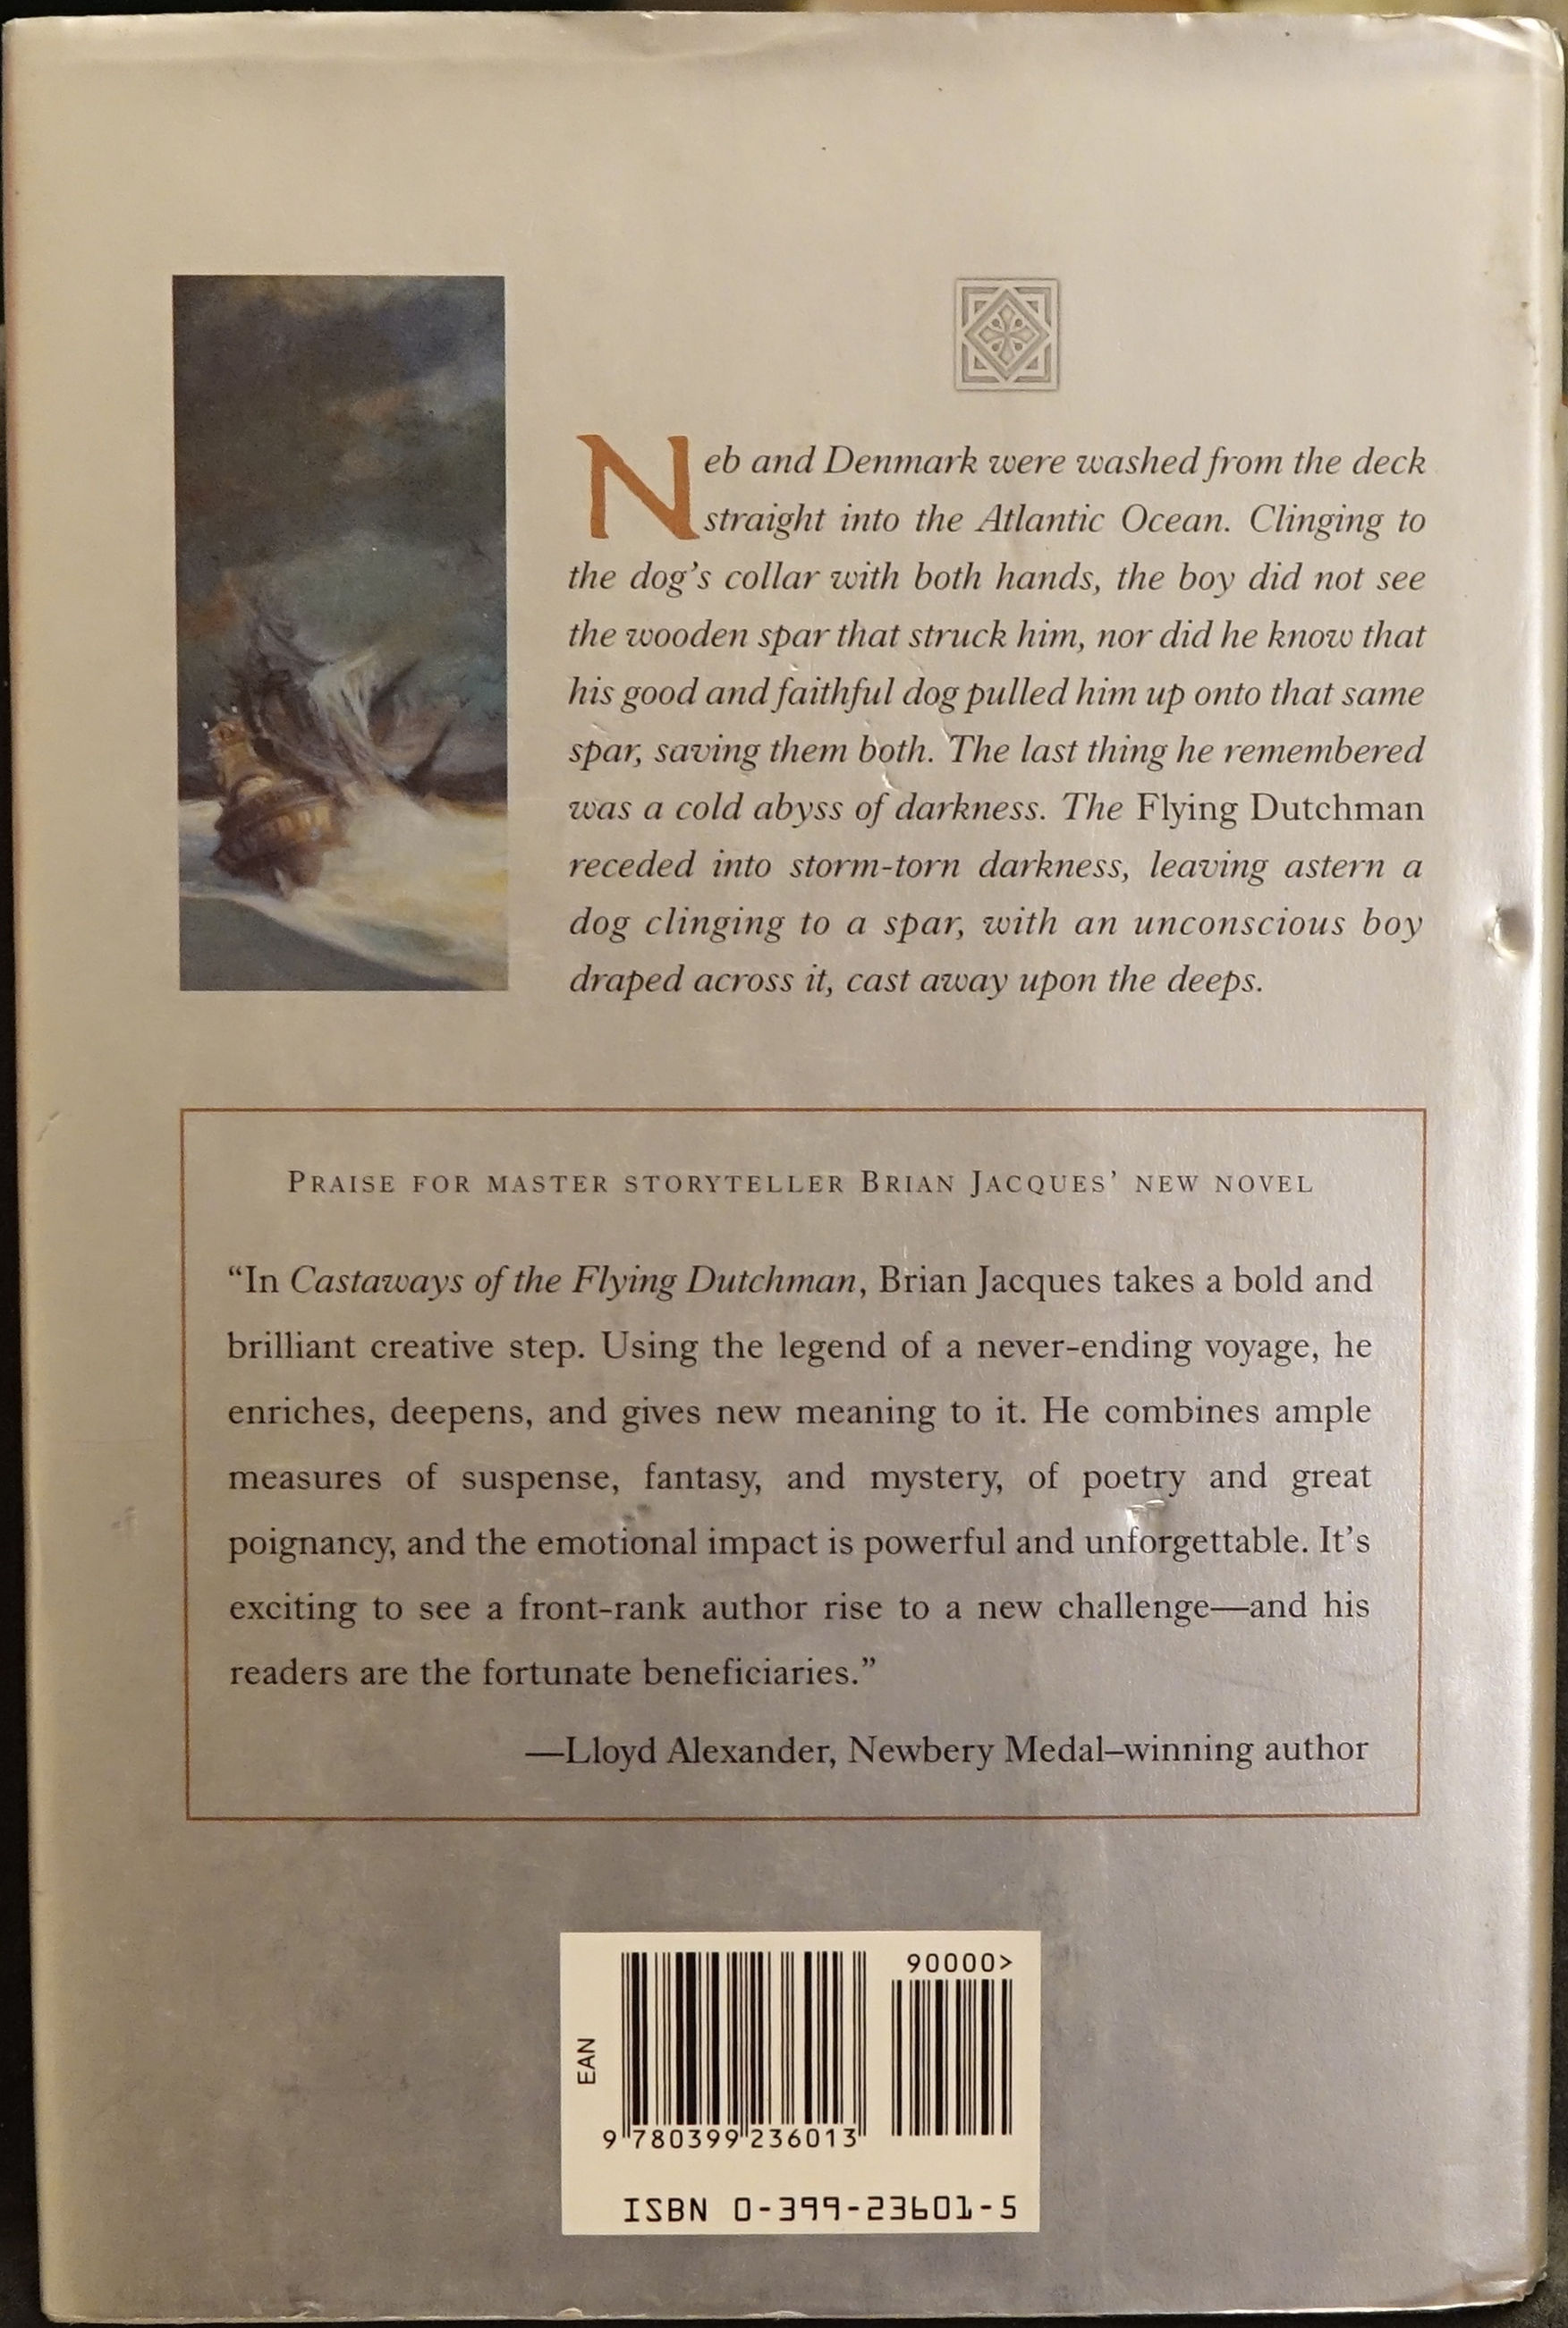 Neb and Denmark were washed from the deck
straight into the Atlantic Ocean. Clinging to
the dog’s collar with both hands, the boy did not see
the wooden spar that struck him, nor did he know that
his good and faithful dog pulled him up onto that same
spar, saving them both. The last thing he remembered
was a cold abyss of darkness. The Flying Dutchman
receded into storm-torn darkness, leaving astern a
dog clinging to a spar, with an unconscious boy
draped across it, cast away upon the deeps.
PRAISE FOR MASTER STORYTELLER BRIAN JACQUES’ NEW NOVEL
“In Castaways of the Flying Dutchman, Brian Jacques takes a bold and
brilliant creative step. Using the legend of a never-ending voyage, he
enriches, deepens, and gives new meaning to it. He combines ample
measures of suspense, fantasy, and mystery, of poetry and great
poignancy, and the emotional impact is powerful and unforgettable. It’s
exciting to see a front-rank author rise to a new challenge—and his
readers are the fortunate beneficiaries.”
—Lloyd Alexander, Newbery Medal–winning author
90000>
EAN
9 780399 236013
ISBN 0-399-23601-5